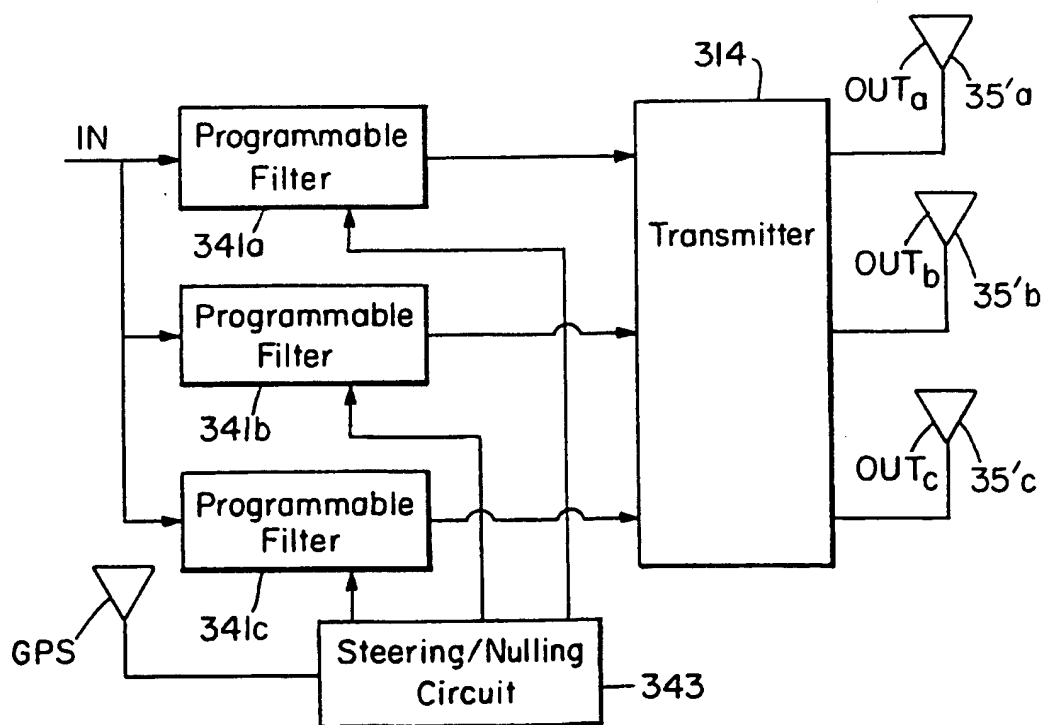 314
OUTa
35'a
IN
Programmable
Filter
341a
Transmitter
OUTb
35'b
Programmable
Filter
341b
OUTc
35'c
Programmable
Filter
341c
GPS
Steering/Nulling
Circuit
343